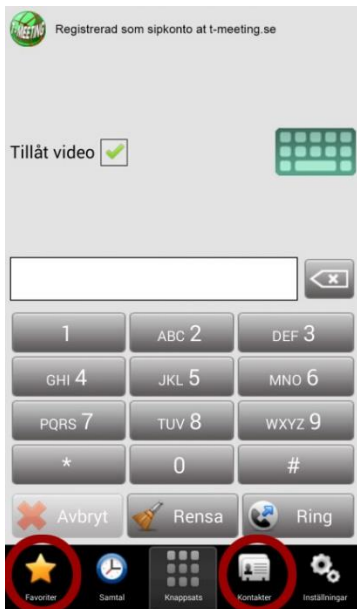 T-MEETING
Registrerad som sipkonto at t-meeting.se
Tillåt video
1 ABC 2 DEF 3
GHI 4 JKL 5 MNO 6
PQRS 7 TUV 8 WXYZ 9
* 0 #
Avbryt Rensa Ring
Favoriter Samtal Knappsats Kontakter Inställningar